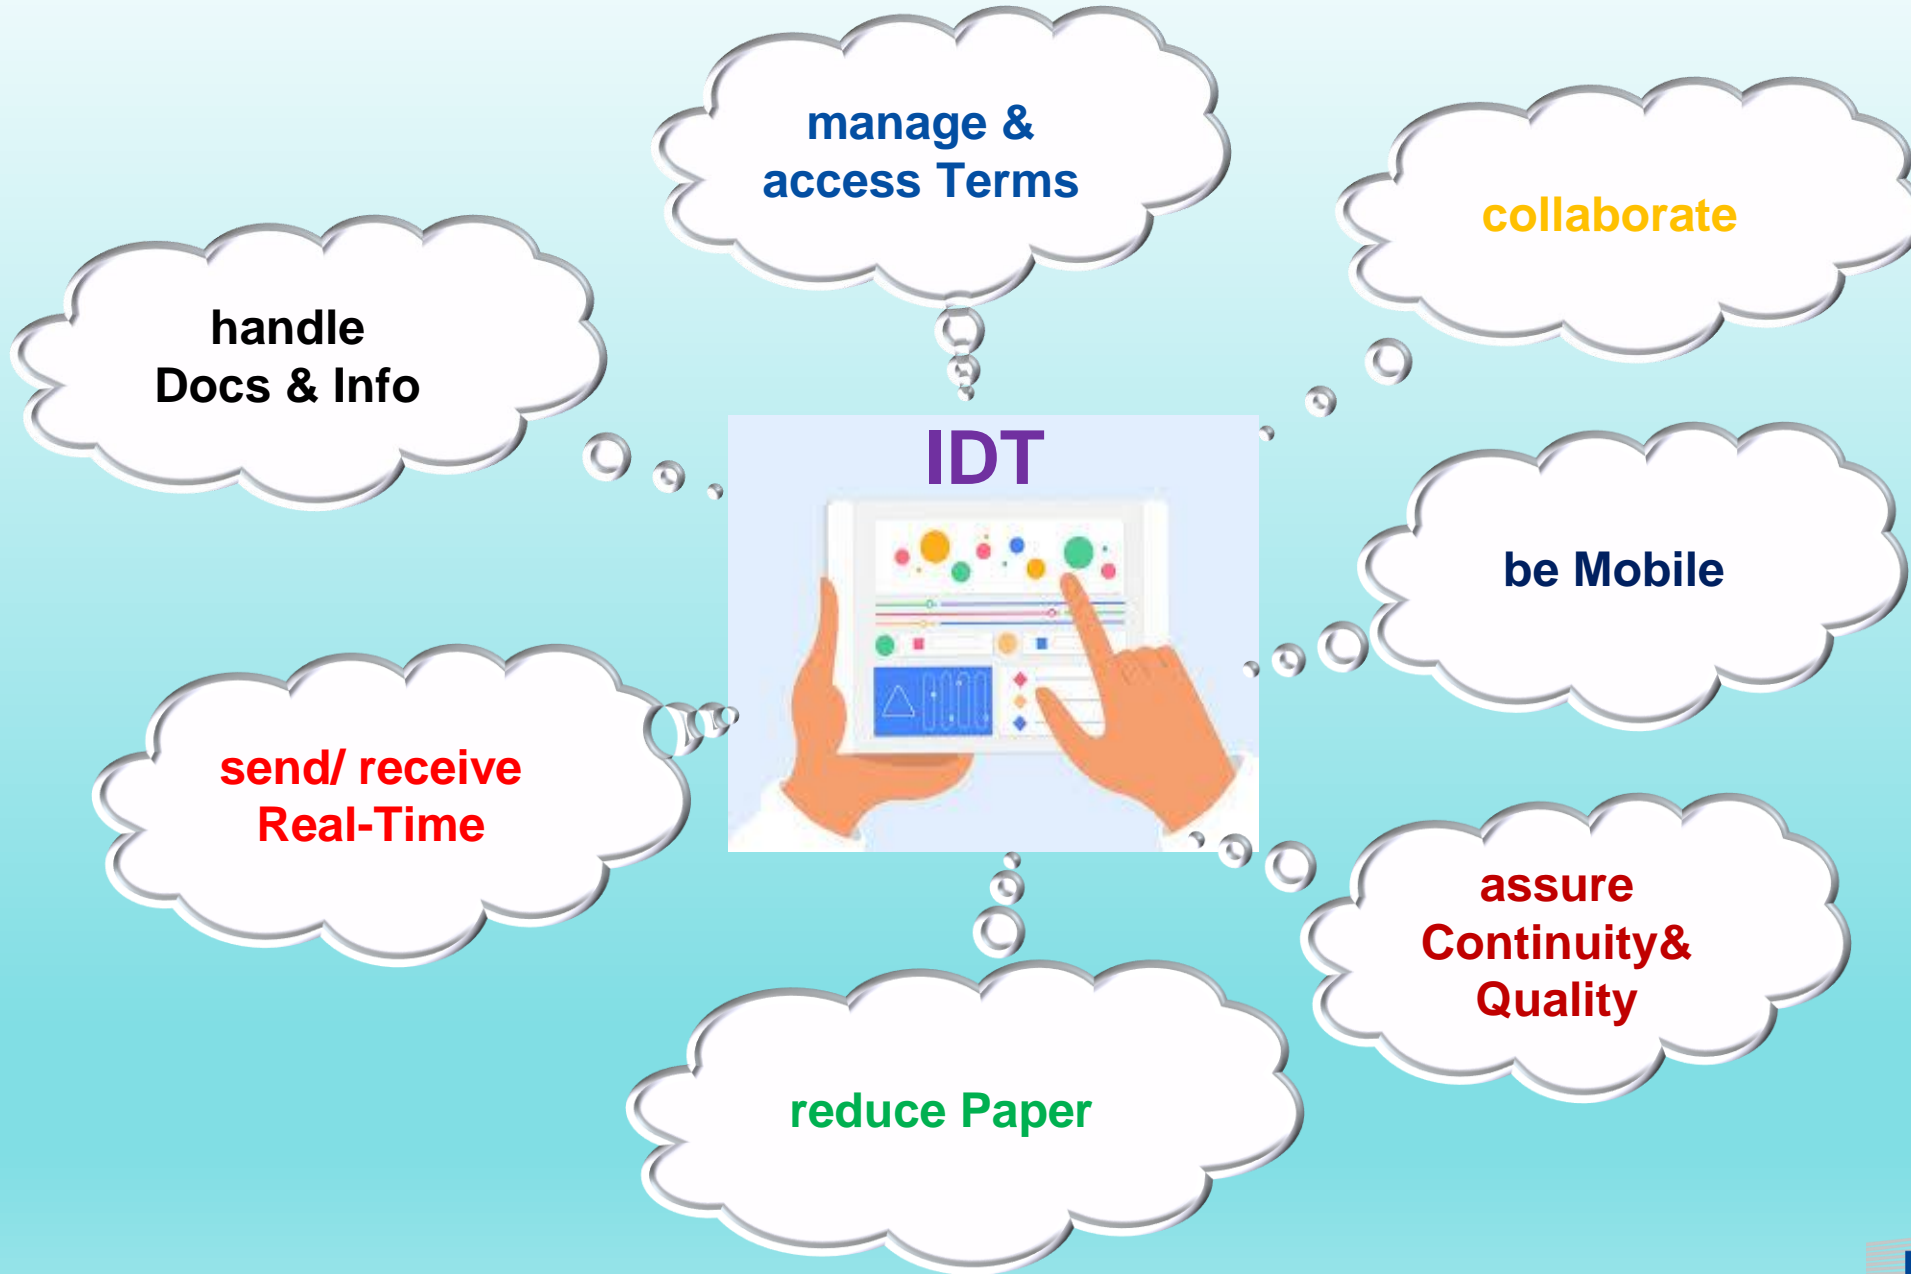 manage &
access Terms
collaborate
handle
Docs & Info
IDT
be Mobile
send/ receive
Real-Time
assure
Continuity&
Quality
reduce Paper